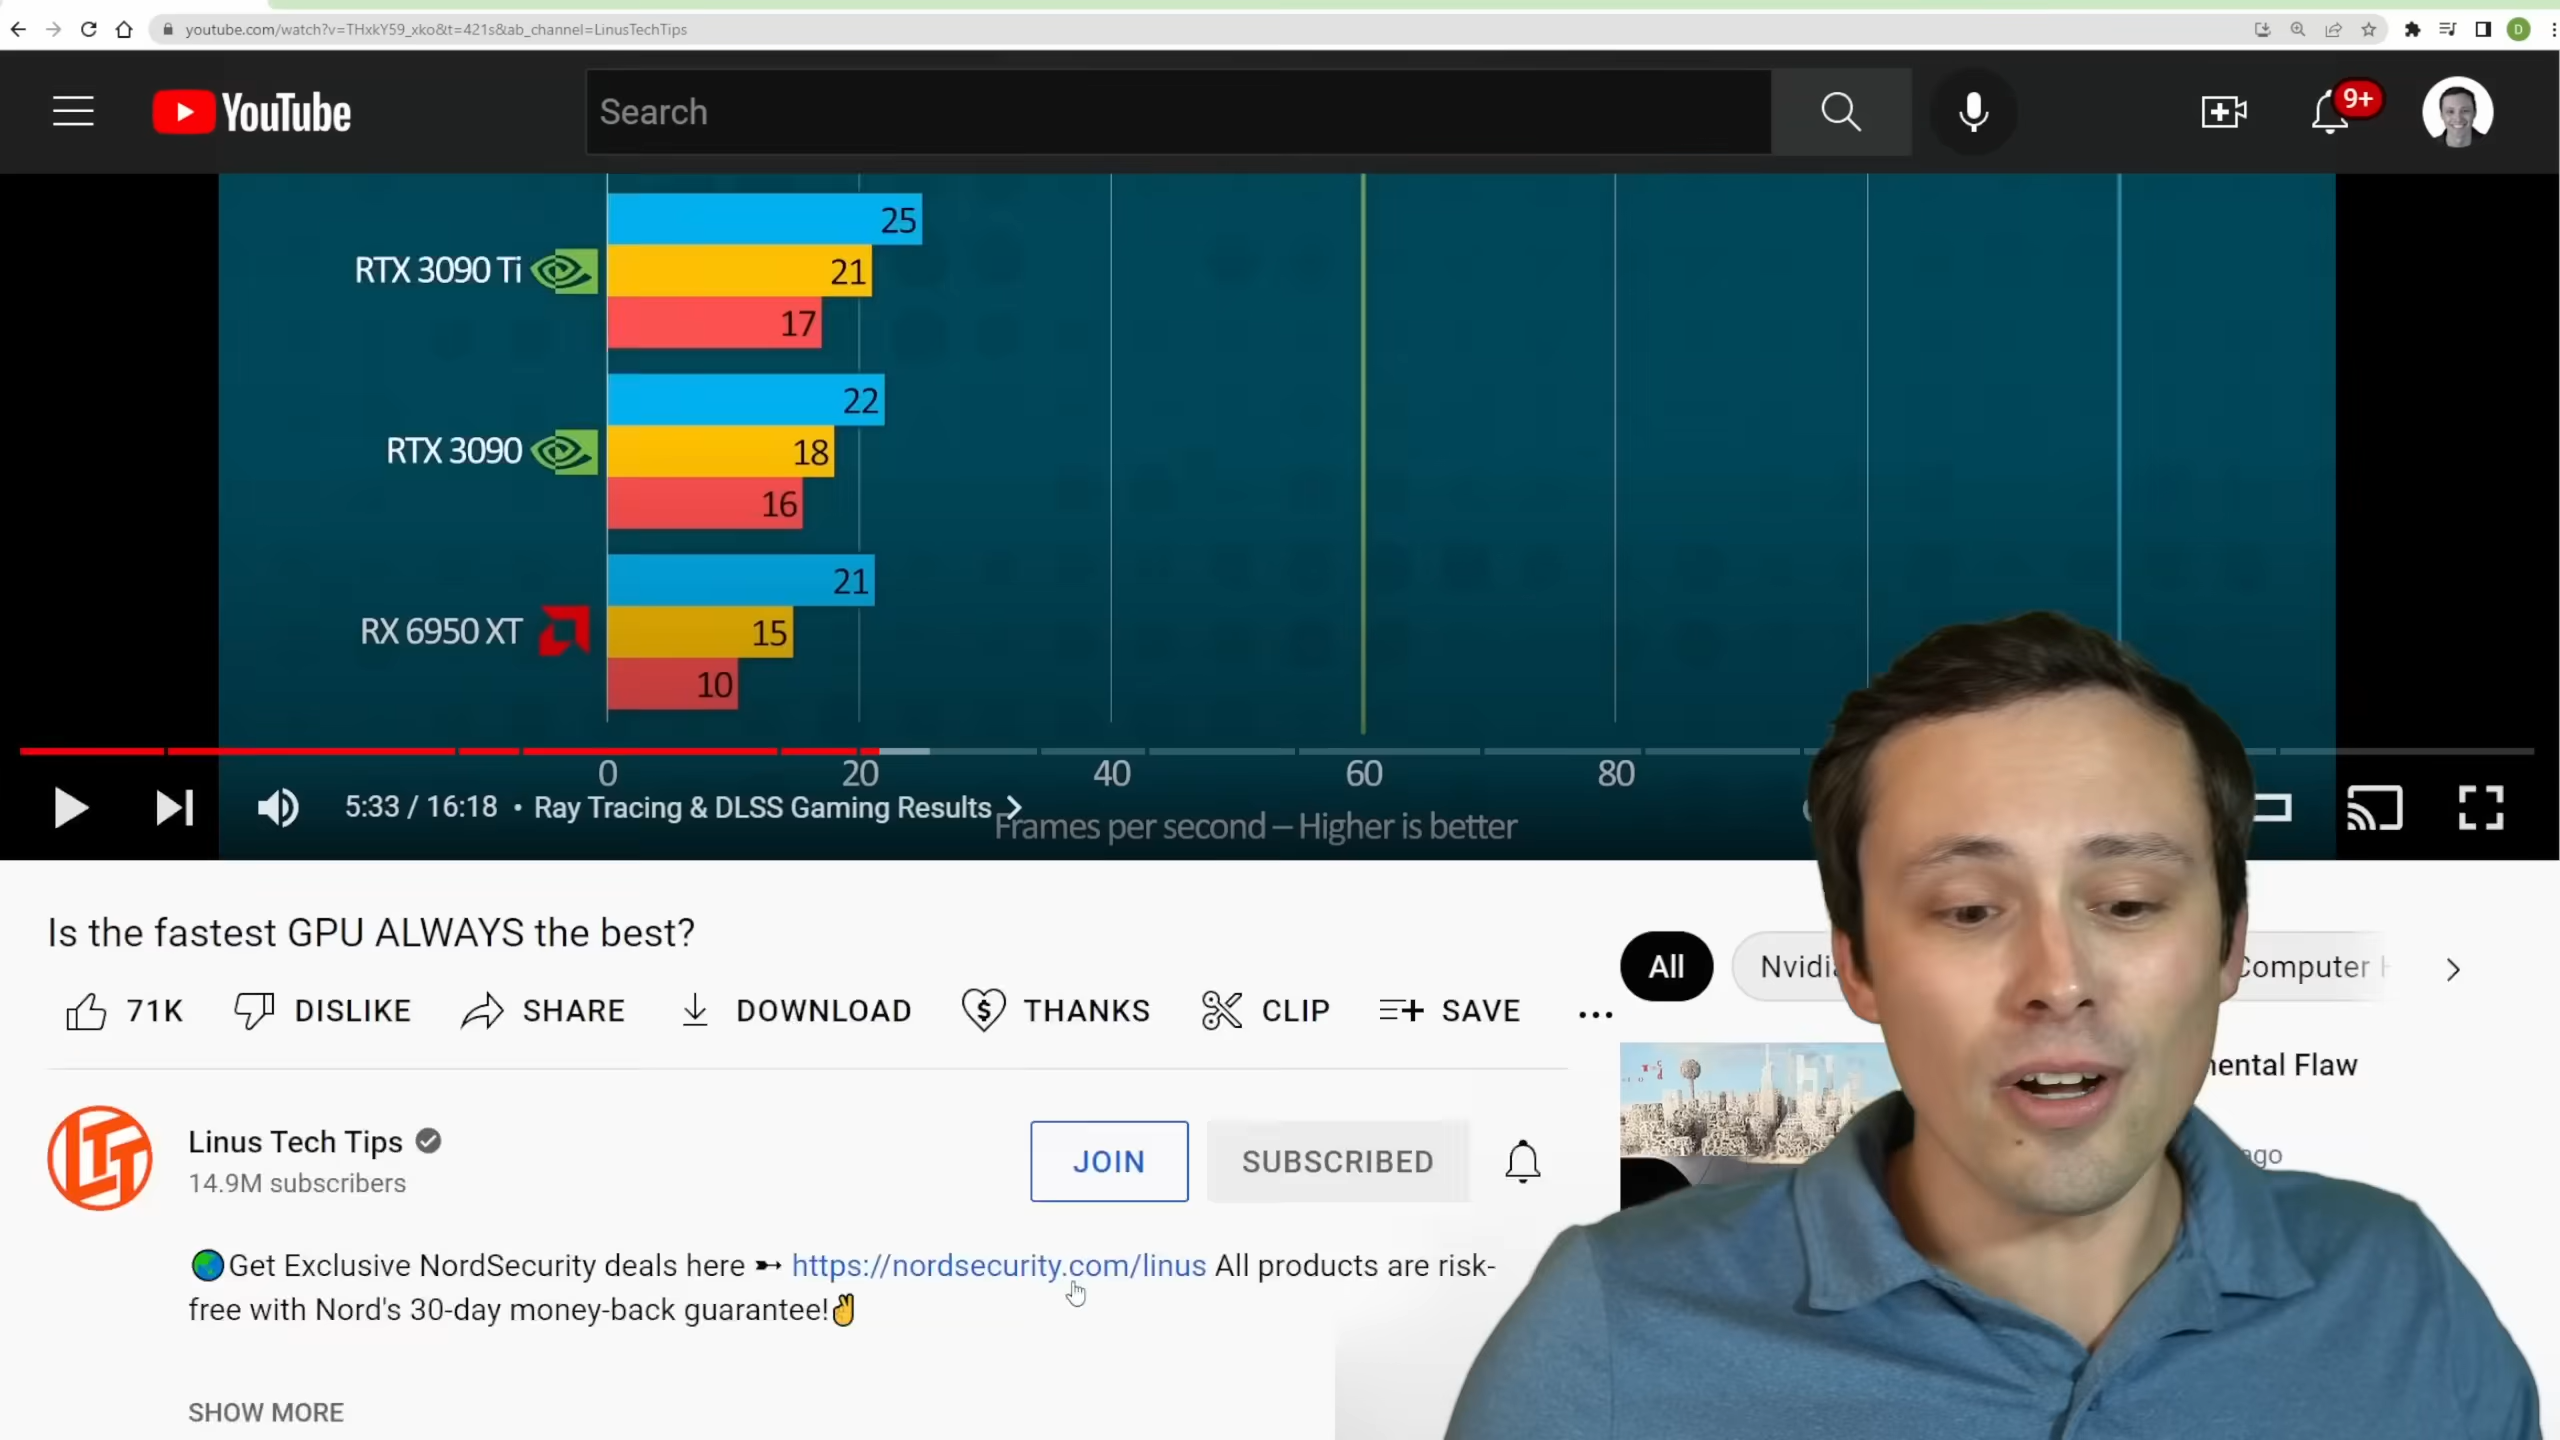 youtube.com/watch?v=THxkY59_xko&t=421s&ab_channel=LinusTechTips
D
YouTube
Search
9+
RTX 3090 Ti
25
21
17
RTX 3090
22
18
16
RX 6950 XT
21
15
10
0 20 40 60 80
5:33 / 16:18 • Ray Tracing & DLSS Gaming Results
Frames per second – Higher is better
Is the fastest GPU ALWAYS the best?
71K DISLIKE SHARE DOWNLOAD THANKS CLIP SAVE
All Computer
Flaw
ago
Linus Tech Tips
14.9M subscribers
JOIN SUBSCRIBED
Get Exclusive NordSecurity deals here ➼ https://nordsecurity.com/linus All products are risk-
free with Nord's 30-day money-back guarantee!✌
SHOW MORE